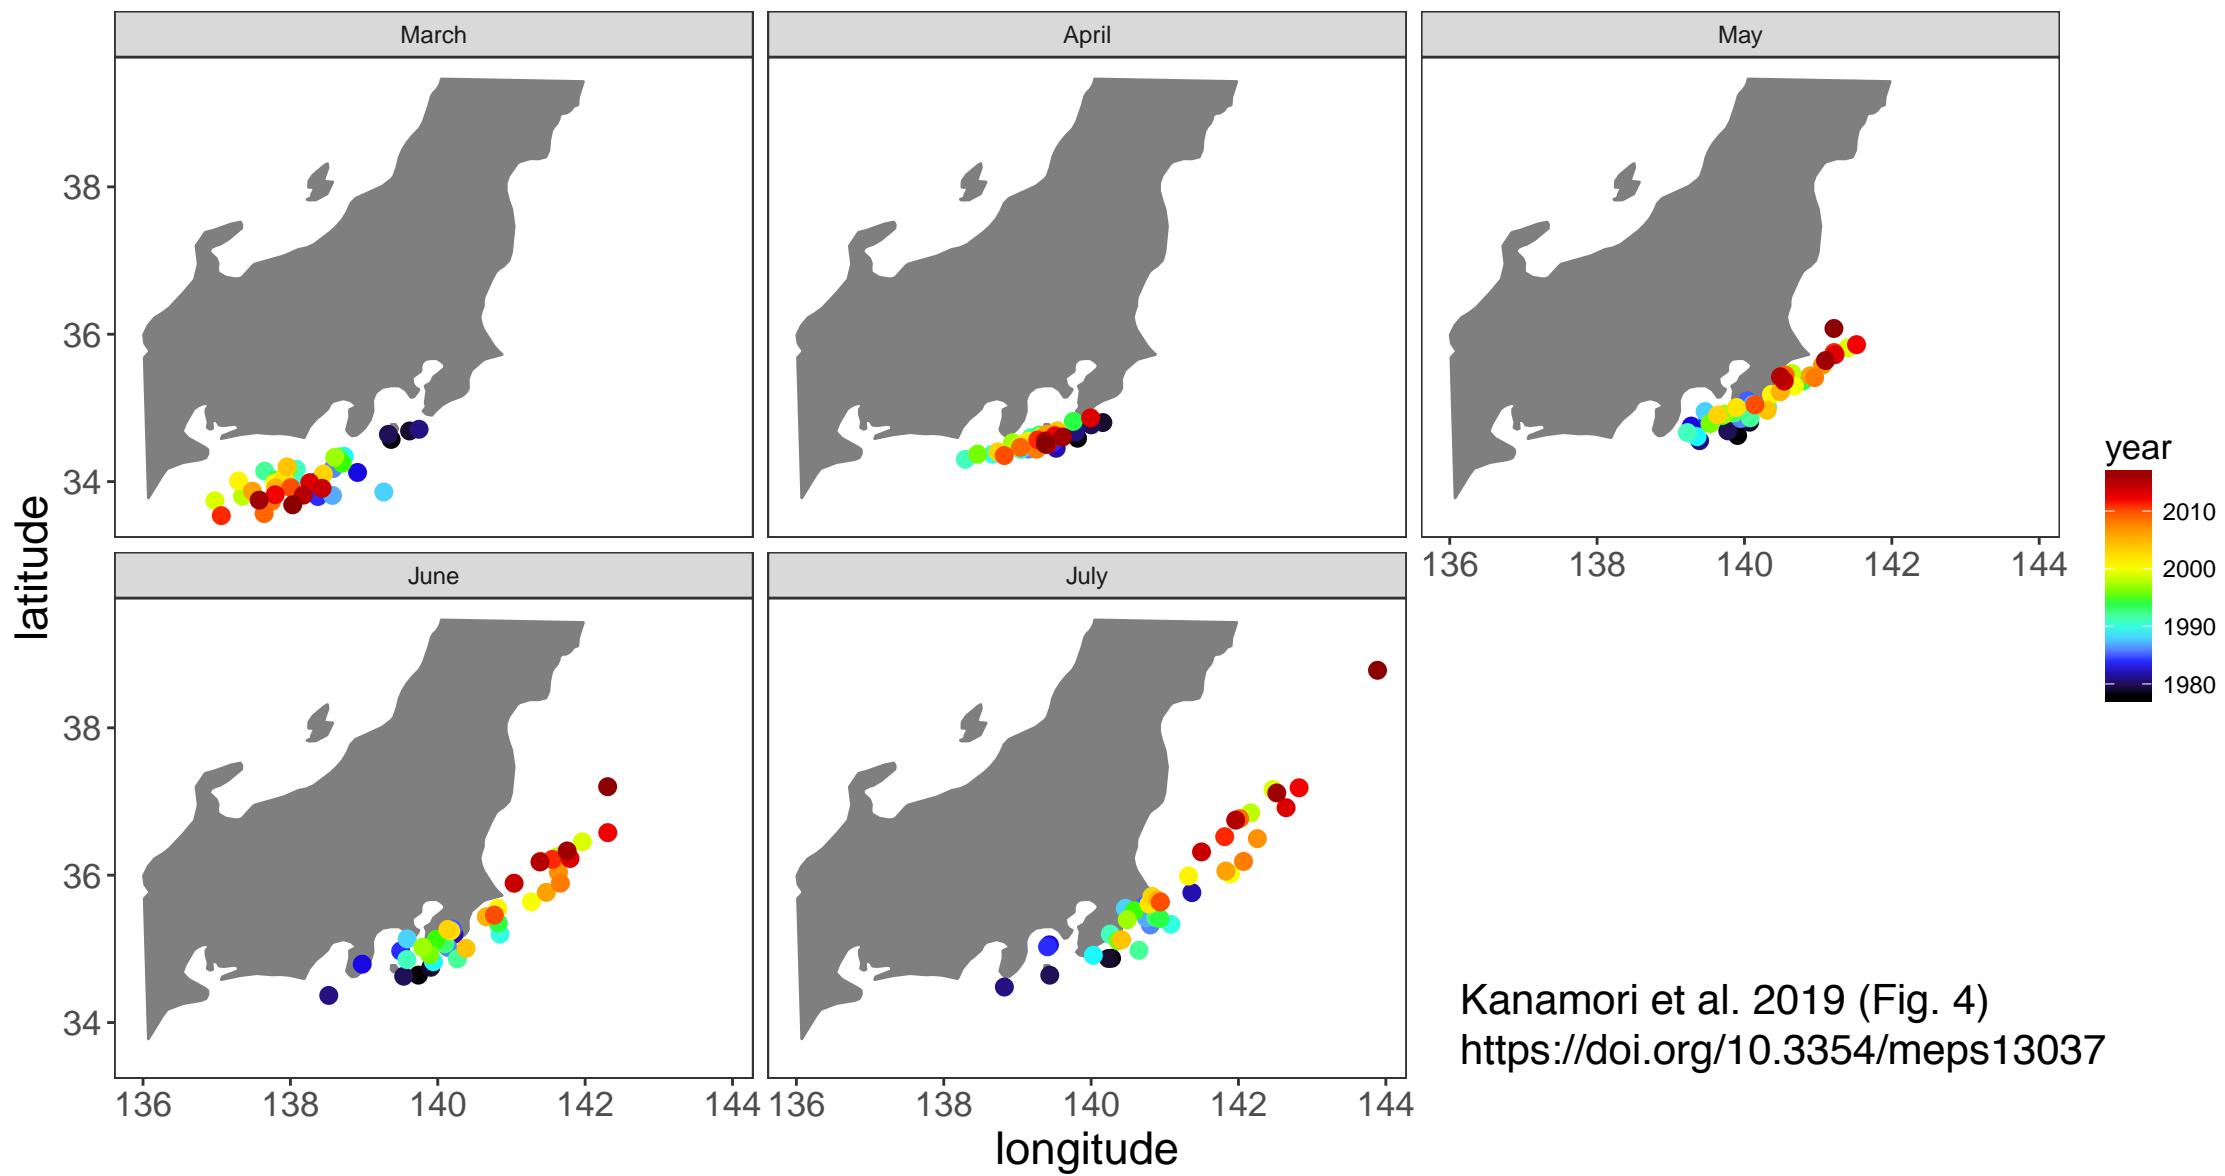 March
April
May
38
36
34
latitude
136
138
140
142
144
year
2010
2000
1990
1980
June
July
38
36
34
136
138
140
142
144
136
138
140
142
144
longitude
Kanamori et al. 2019 (Fig. 4)
https://doi.org/10.3354/meps13037